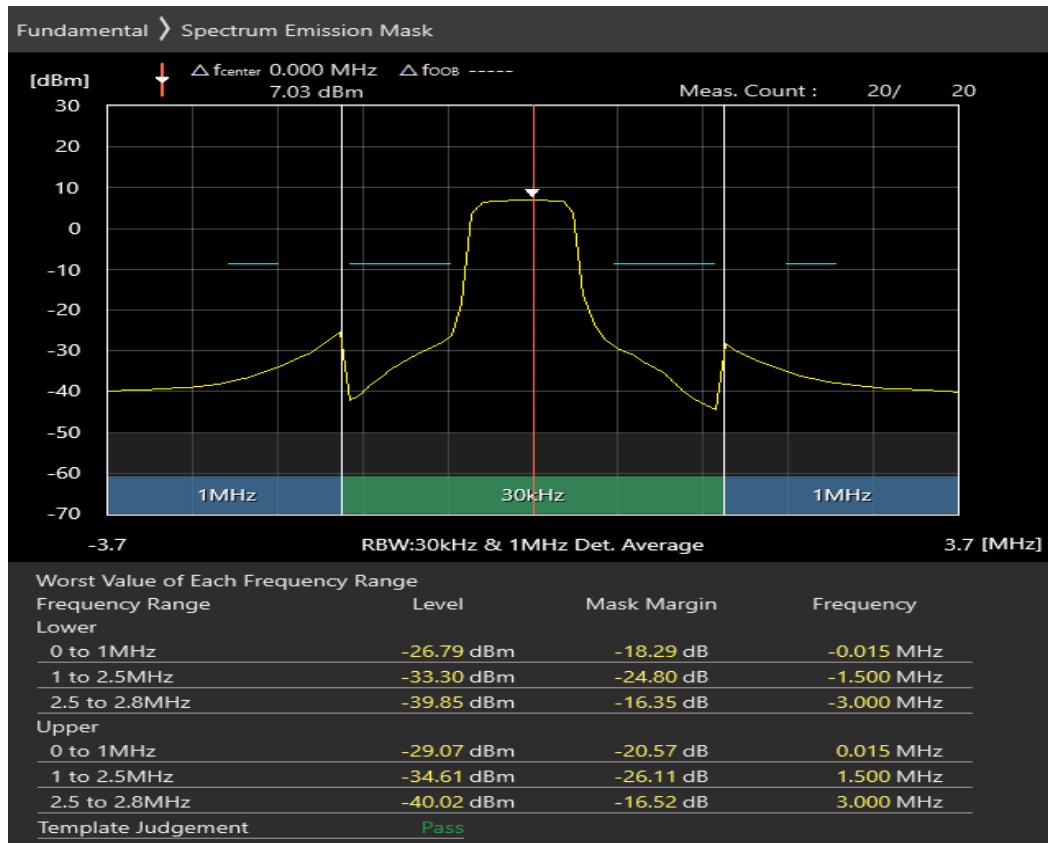 Fundamental ❯ Spectrum Emission Mask
[dBm] △ fcenter 0.000 MHz △ fOOB -----
7.03 dBm Meas. Count : 20/ 20
30
20
10
0
-10
-20
-30
-40
-50
-60
-70
1MHz 30kHz 1MHz
-3.7 RBW:30kHz & 1MHz Det. Average 3.7 [MHz]
Worst Value of Each Frequency Range
Frequency Range Level Mask Margin Frequency
Lower
0 to 1MHz -26.79 dBm -18.29 dB -0.015 MHz
1 to 2.5MHz -33.30 dBm -24.80 dB -1.500 MHz
2.5 to 2.8MHz -39.85 dBm -16.35 dB -3.000 MHz
Upper
0 to 1MHz -29.07 dBm -20.57 dB 0.015 MHz
1 to 2.5MHz -34.61 dBm -26.11 dB 1.500 MHz
2.5 to 2.8MHz -40.02 dBm -16.52 dB 3.000 MHz
Template Judgement Pass